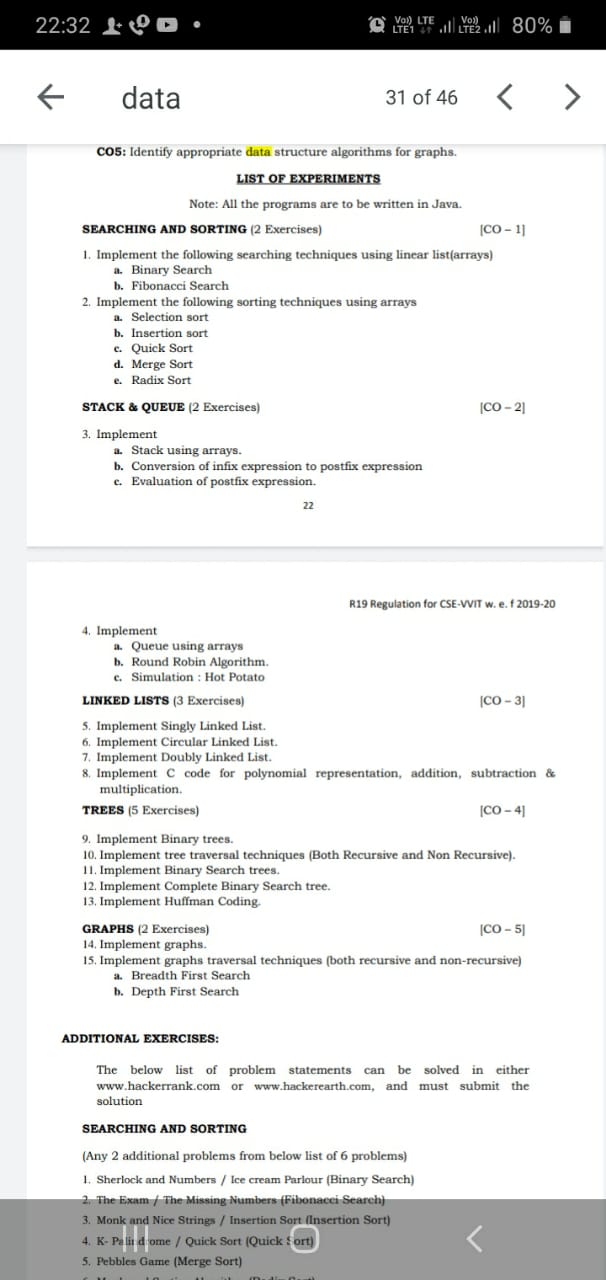 22:32
Vo)) LTE LTE1
Vo)) LTE2
80%
data
31 of 46
CO5: Identify appropriate data structure algorithms for graphs.
LIST OF EXPERIMENTS
Note: All the programs are to be written in Java.
SEARCHING AND SORTING (2 Exercises) [CO – 1]
1. Implement the following searching techniques using linear list(arrays)
a. Binary Search
b. Fibonacci Search
2. Implement the following sorting techniques using arrays
a. Selection sort
b. Insertion sort
c. Quick Sort
d. Merge Sort
e. Radix Sort
STACK & QUEUE (2 Exercises) [CO – 2]
3. Implement
a. Stack using arrays.
b. Conversion of infix expression to postfix expression
c. Evaluation of postfix expression.
22
R19 Regulation for CSE-VVIT w. e. f 2019-20
4. Implement
a. Queue using arrays
b. Round Robin Algorithm.
c. Simulation : Hot Potato
LINKED LISTS (3 Exercises) [CO – 3]
5. Implement Singly Linked List.
6. Implement Circular Linked List.
7. Implement Doubly Linked List.
8. Implement C code for polynomial representation, addition, subtraction &
multiplication.
TREES (5 Exercises) [CO – 4]
9. Implement Binary trees.
10. Implement tree traversal techniques (Both Recursive and Non Recursive).
11. Implement Binary Search trees.
12. Implement Complete Binary Search tree.
13. Implement Huffman Coding.
GRAPHS (2 Exercises) [CO – 5]
14. Implement graphs.
15. Implement graphs traversal techniques (both recursive and non-recursive)
a. Breadth First Search
b. Depth First Search
ADDITIONAL EXERCISES:
The below list of problem statements can be solved in either
www.hackerrank.com or www.hackerearth.com, and must submit the
solution
SEARCHING AND SORTING
(Any 2 additional problems from below list of 6 problems)
1. Sherlock and Numbers / Ice cream Parlour (Binary Search)
2. The Exam / The Missing Numbers (Fibonacci Search)
3. Monk and Nice Strings / Insertion Sort (Insertion Sort)
4. K- Palindrome / Quick Sort (Quick Sort)
5. Pebbles Game (Merge Sort)